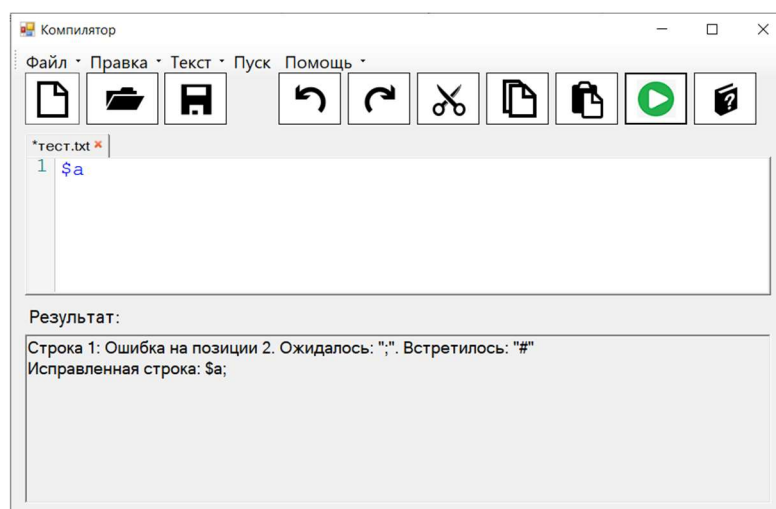 Компилятор
Файл Правка Текст Пуск Помощь
*тест.txt
1 $a
Результат:
Строка 1: Ошибка на позиции 2. Ожидалось: ";". Встретилось: "#"
Исправленная строка: $a;